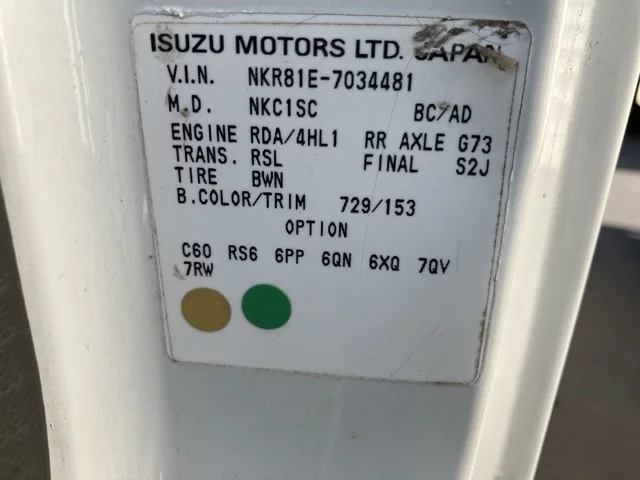 ISUZU MOTORS LTD. JAPAN
V.I.N. NKR81E-7034481
M.D. NKC1SC BC/AD
ENGINE RDA/4HL1 RR AXLE G73
TRANS. RSL FINAL S2J
TIRE BWN
B.COLOR/TRIM 729/153
OPTION
C60 RS6 6PP 6QN 6XQ 7QV
7RW